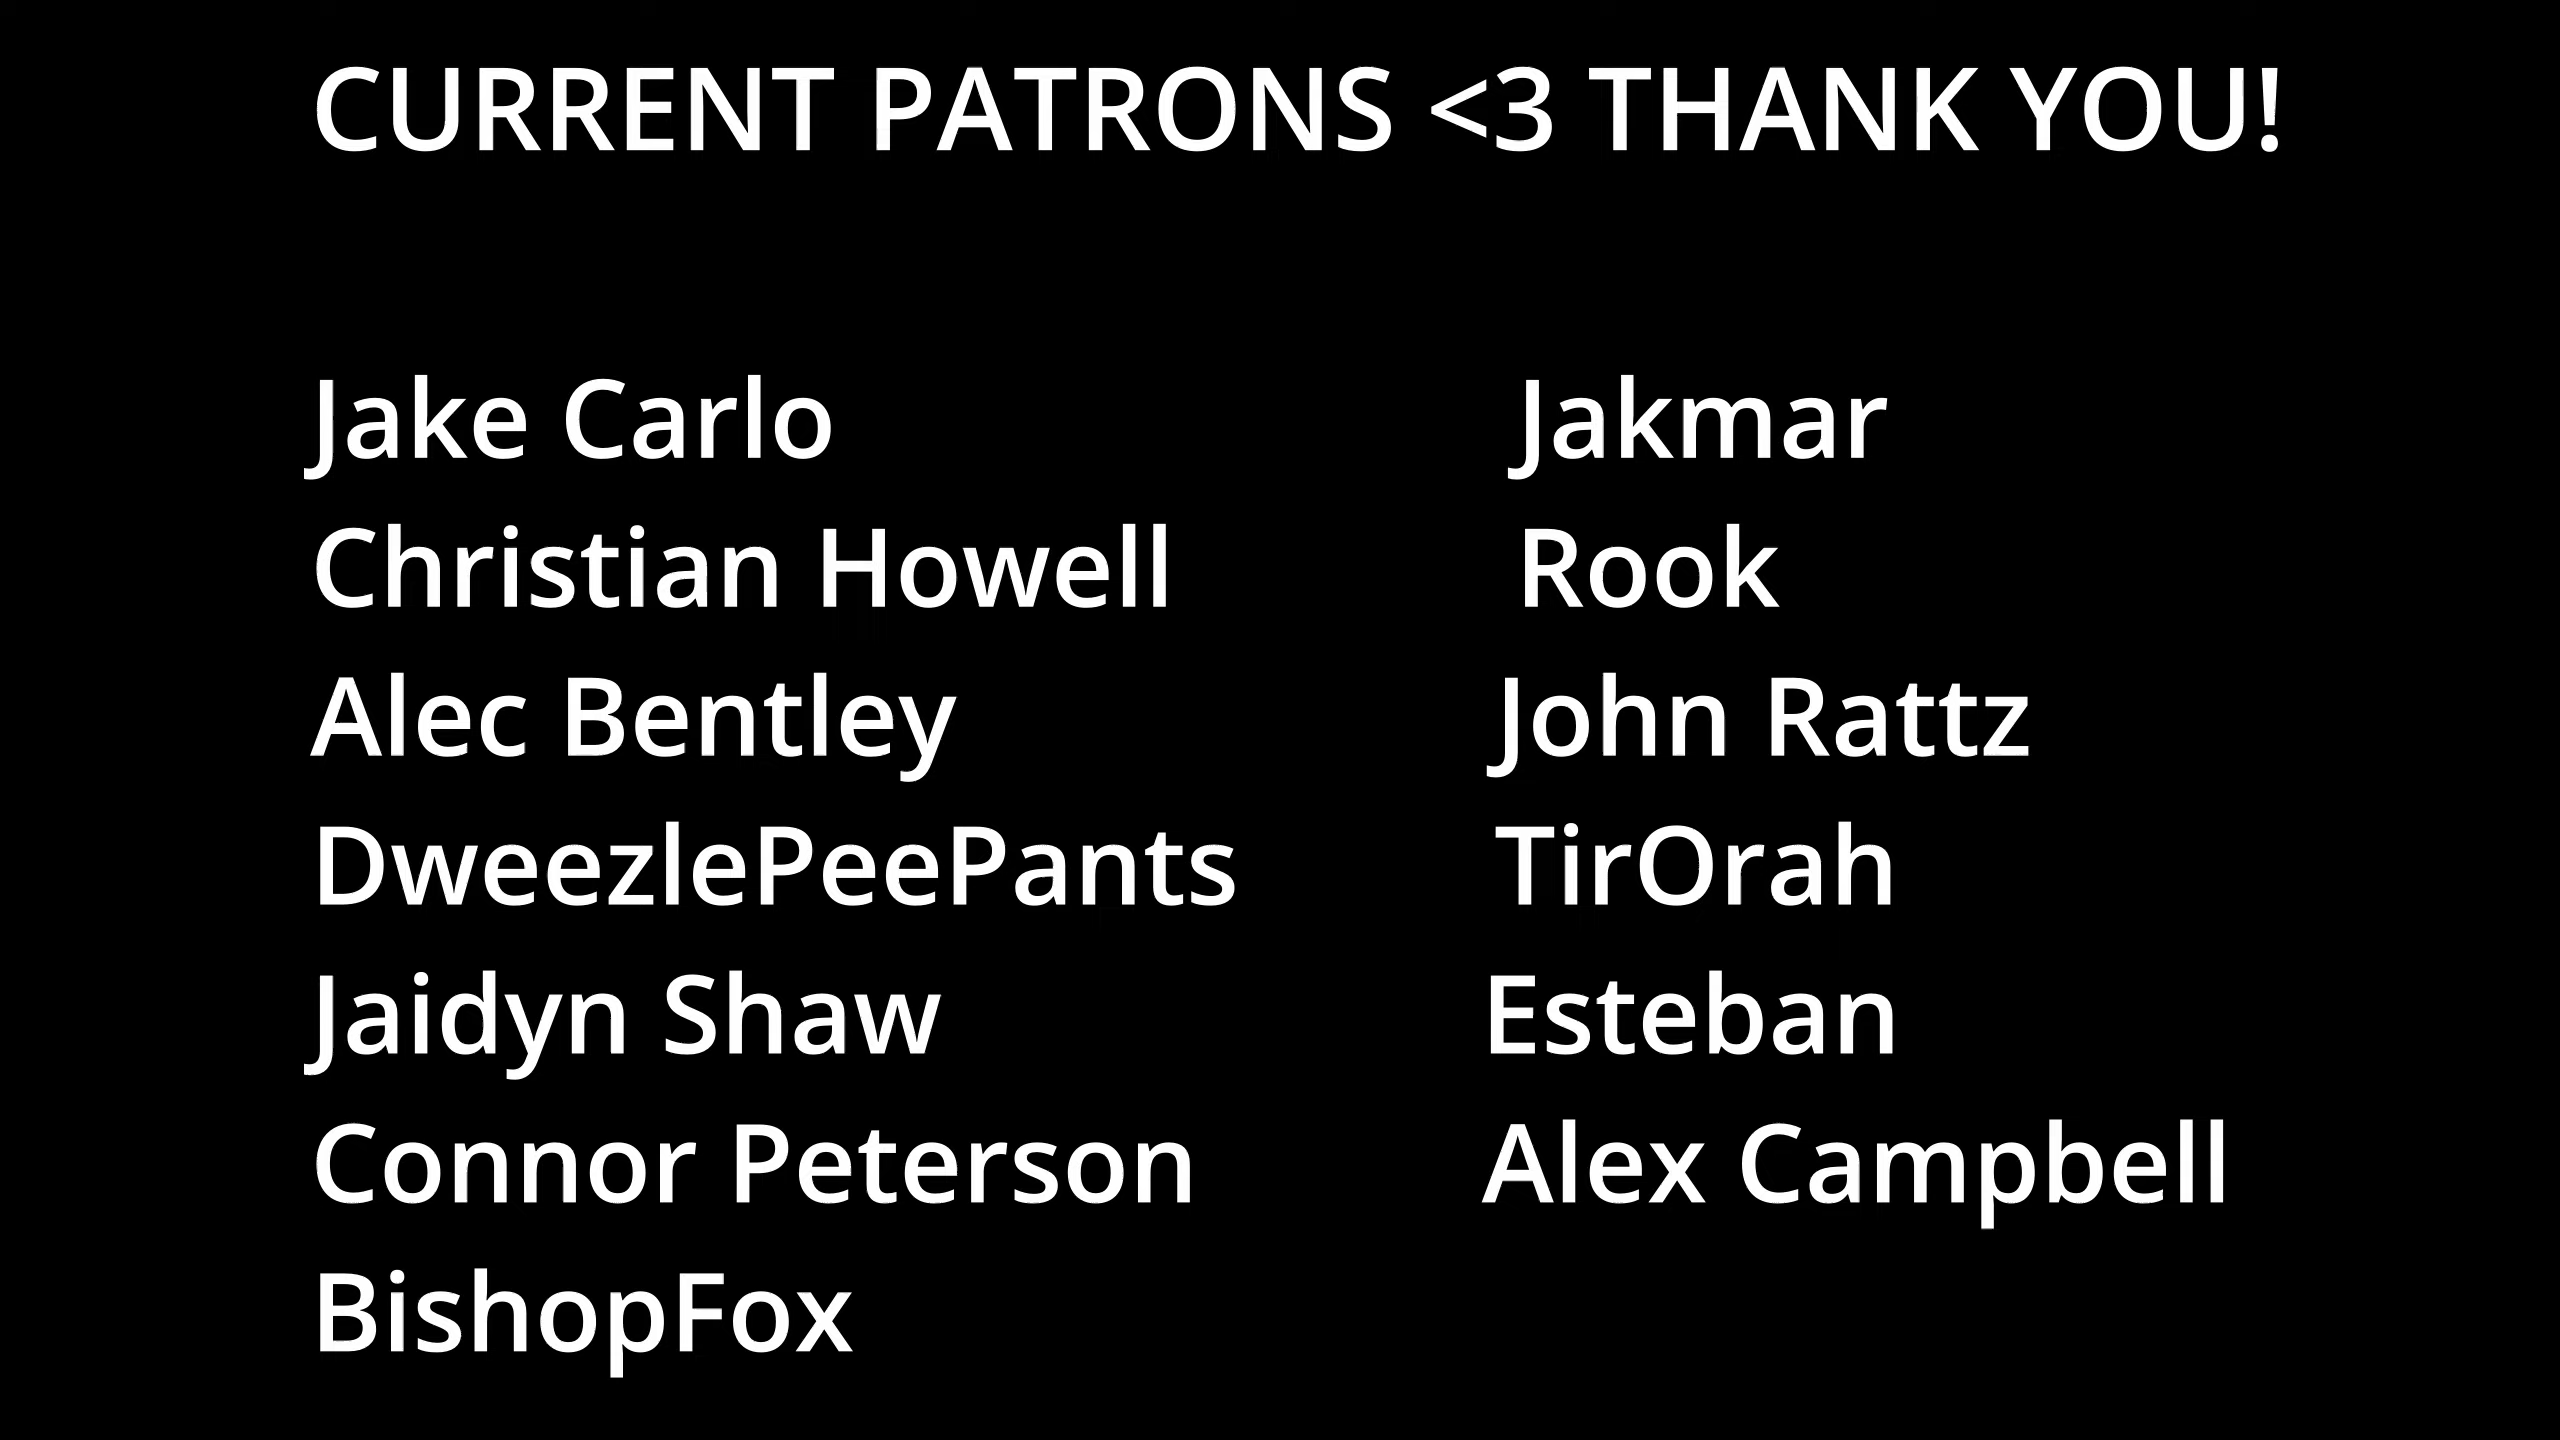 CURRENT PATRONS <3 THANK YOU!
Jake Carlo
Christian Howell
Alec Bentley
DweezlePeePants
Jaidyn Shaw
Connor Peterson
BishopFox
Jakmar
Rook
John Rattz
TirOrah
Esteban
Alex Campbell